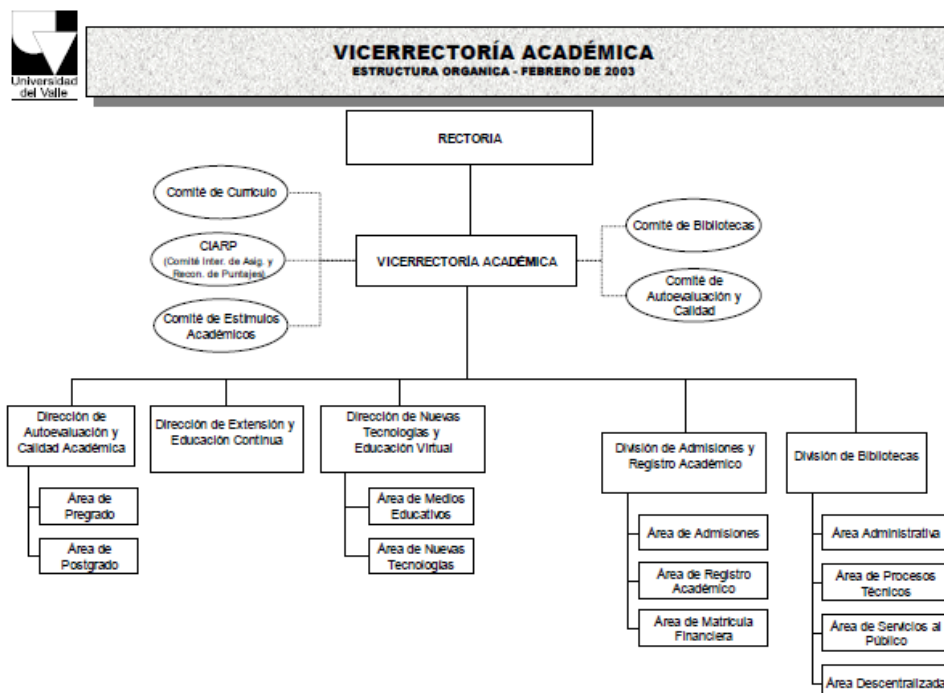 Universidad
del Valle
VICERRECTORÍA ACADÉMICA
ESTRUCTURA ORGANICA - FEBRERO DE 2003
RECTORIA
Comité de Currículo
CIARP
(Comité Inter. de Asig. y
Recon. de Puntajes)
Comité de Estímulos
Académicos
VICERRECTORÍA ACADÉMICA
Comité de Bibliotecas
Comité de
Autoevaluación y
Calidad
Dirección de
Autoevaluación y
Calidad Académica
Área de
Pregrado
Área de
Postgrado
Dirección de Extensión y
Educación Continua
Dirección de Nuevas
Tecnologías y
Educación Virtual
Área de Medios
Educativos
Área de Nuevas
Tecnologías
División de Admisiones y
Registro Académico
Área de Admisiones
Área de Registro
Académico
Área de Matrícula
Financiera
División de Bibliotecas
Área Administrativa
Área de Procesos
Técnicos
Área de Servicios al
Público
Área Descentralizada